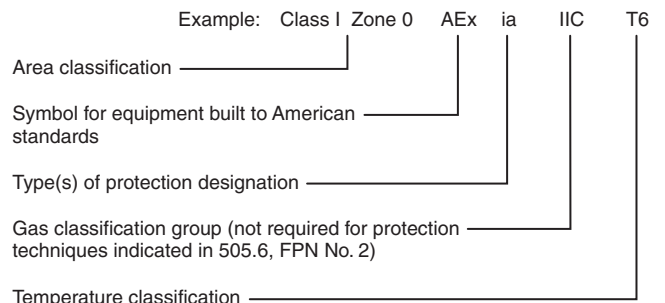 Example: Class I Zone 0 AEx ia IIC T6
Area classification
Symbol for equipment built to American
standards
Type(s) of protection designation
Gas classification group (not required for protection
techniques indicated in 505.6, FPN No. 2)
Temperature classification